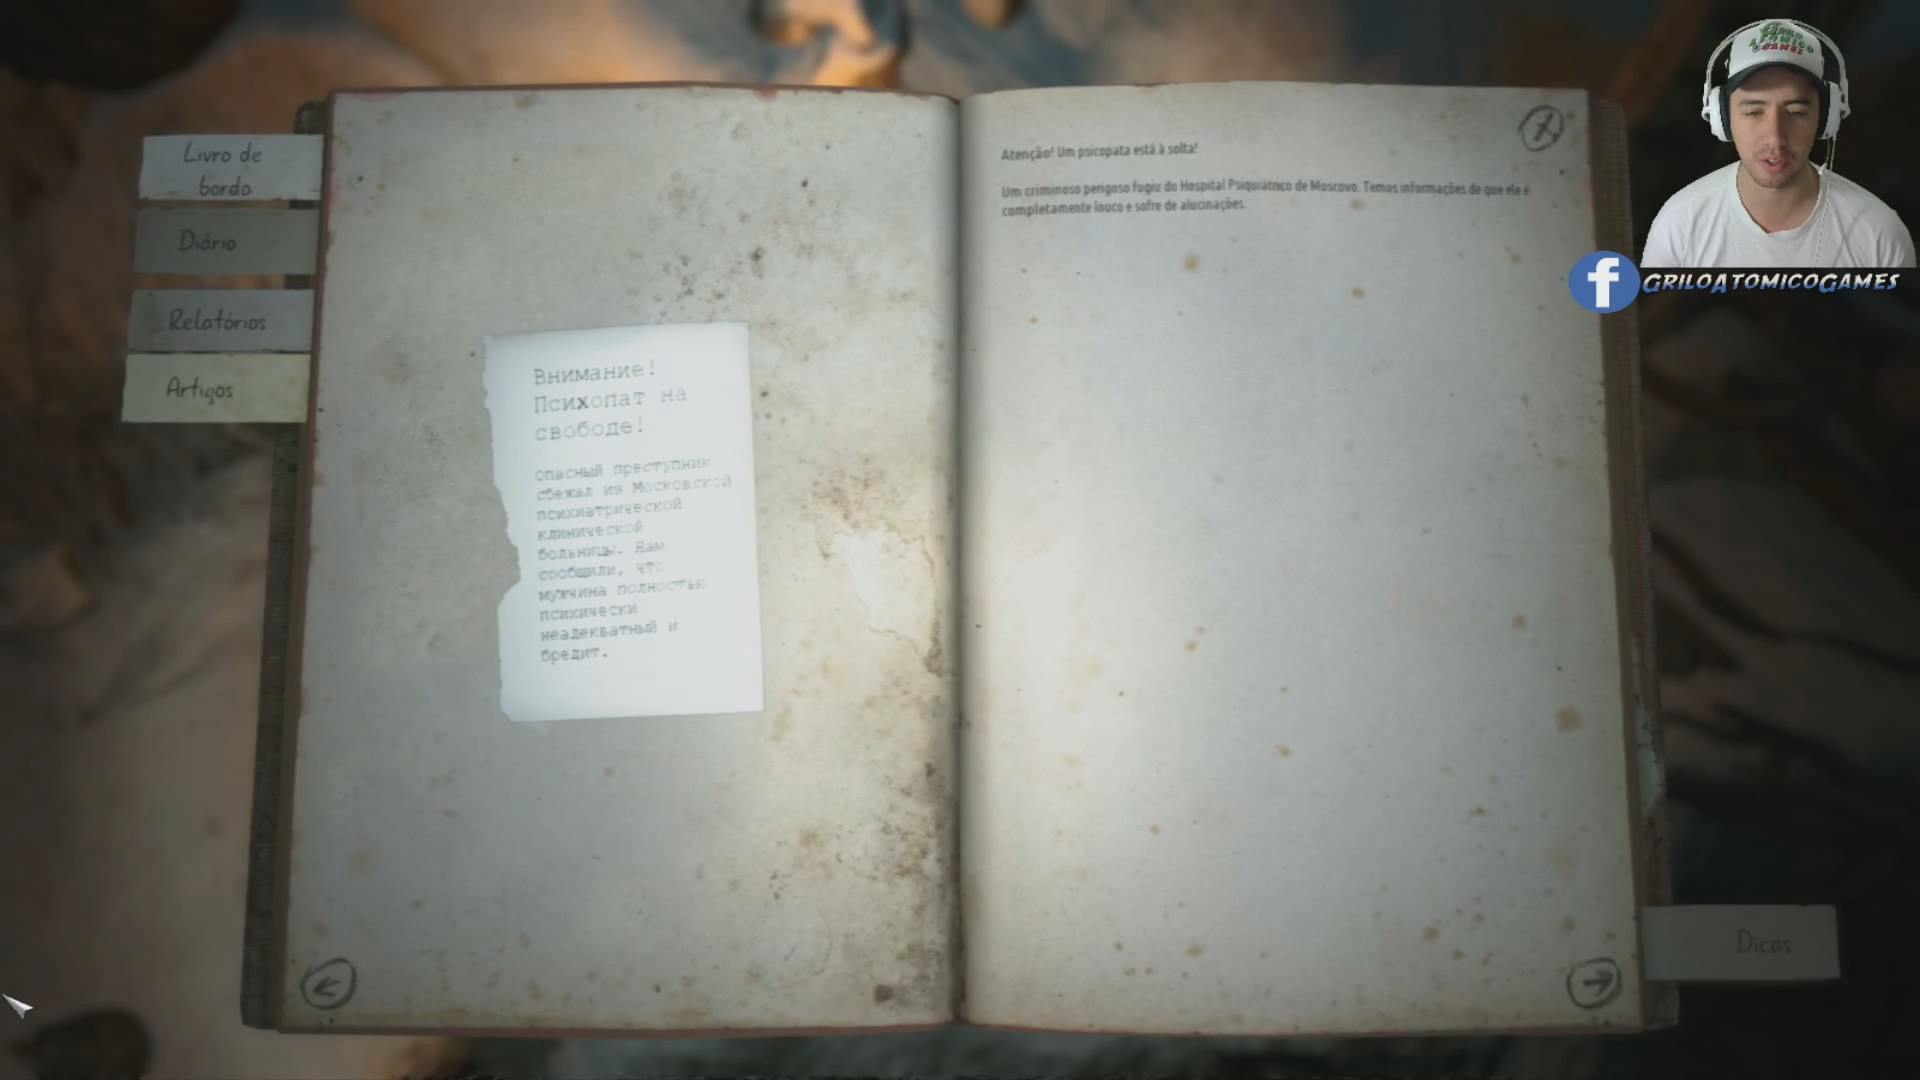 Livro de
bordo
Diário
Relatórios
Artigos
Внимание!
Психопат на
свободе!
Опасный преступник
сбежал из Московской
психиатрической
клинической
больницы. Нам
сообщили, что
мужчина полностью
психически
неадекватный и
бредит.
Atenção! Um psicopata está à solta!
Um criminoso perigoso fugiu do Hospital Psiquiátrico de Moscovo. Temos informações de que ele é
completamente louco e sofre de alucinações.
Dicas
GRILOATOMICOGAMES